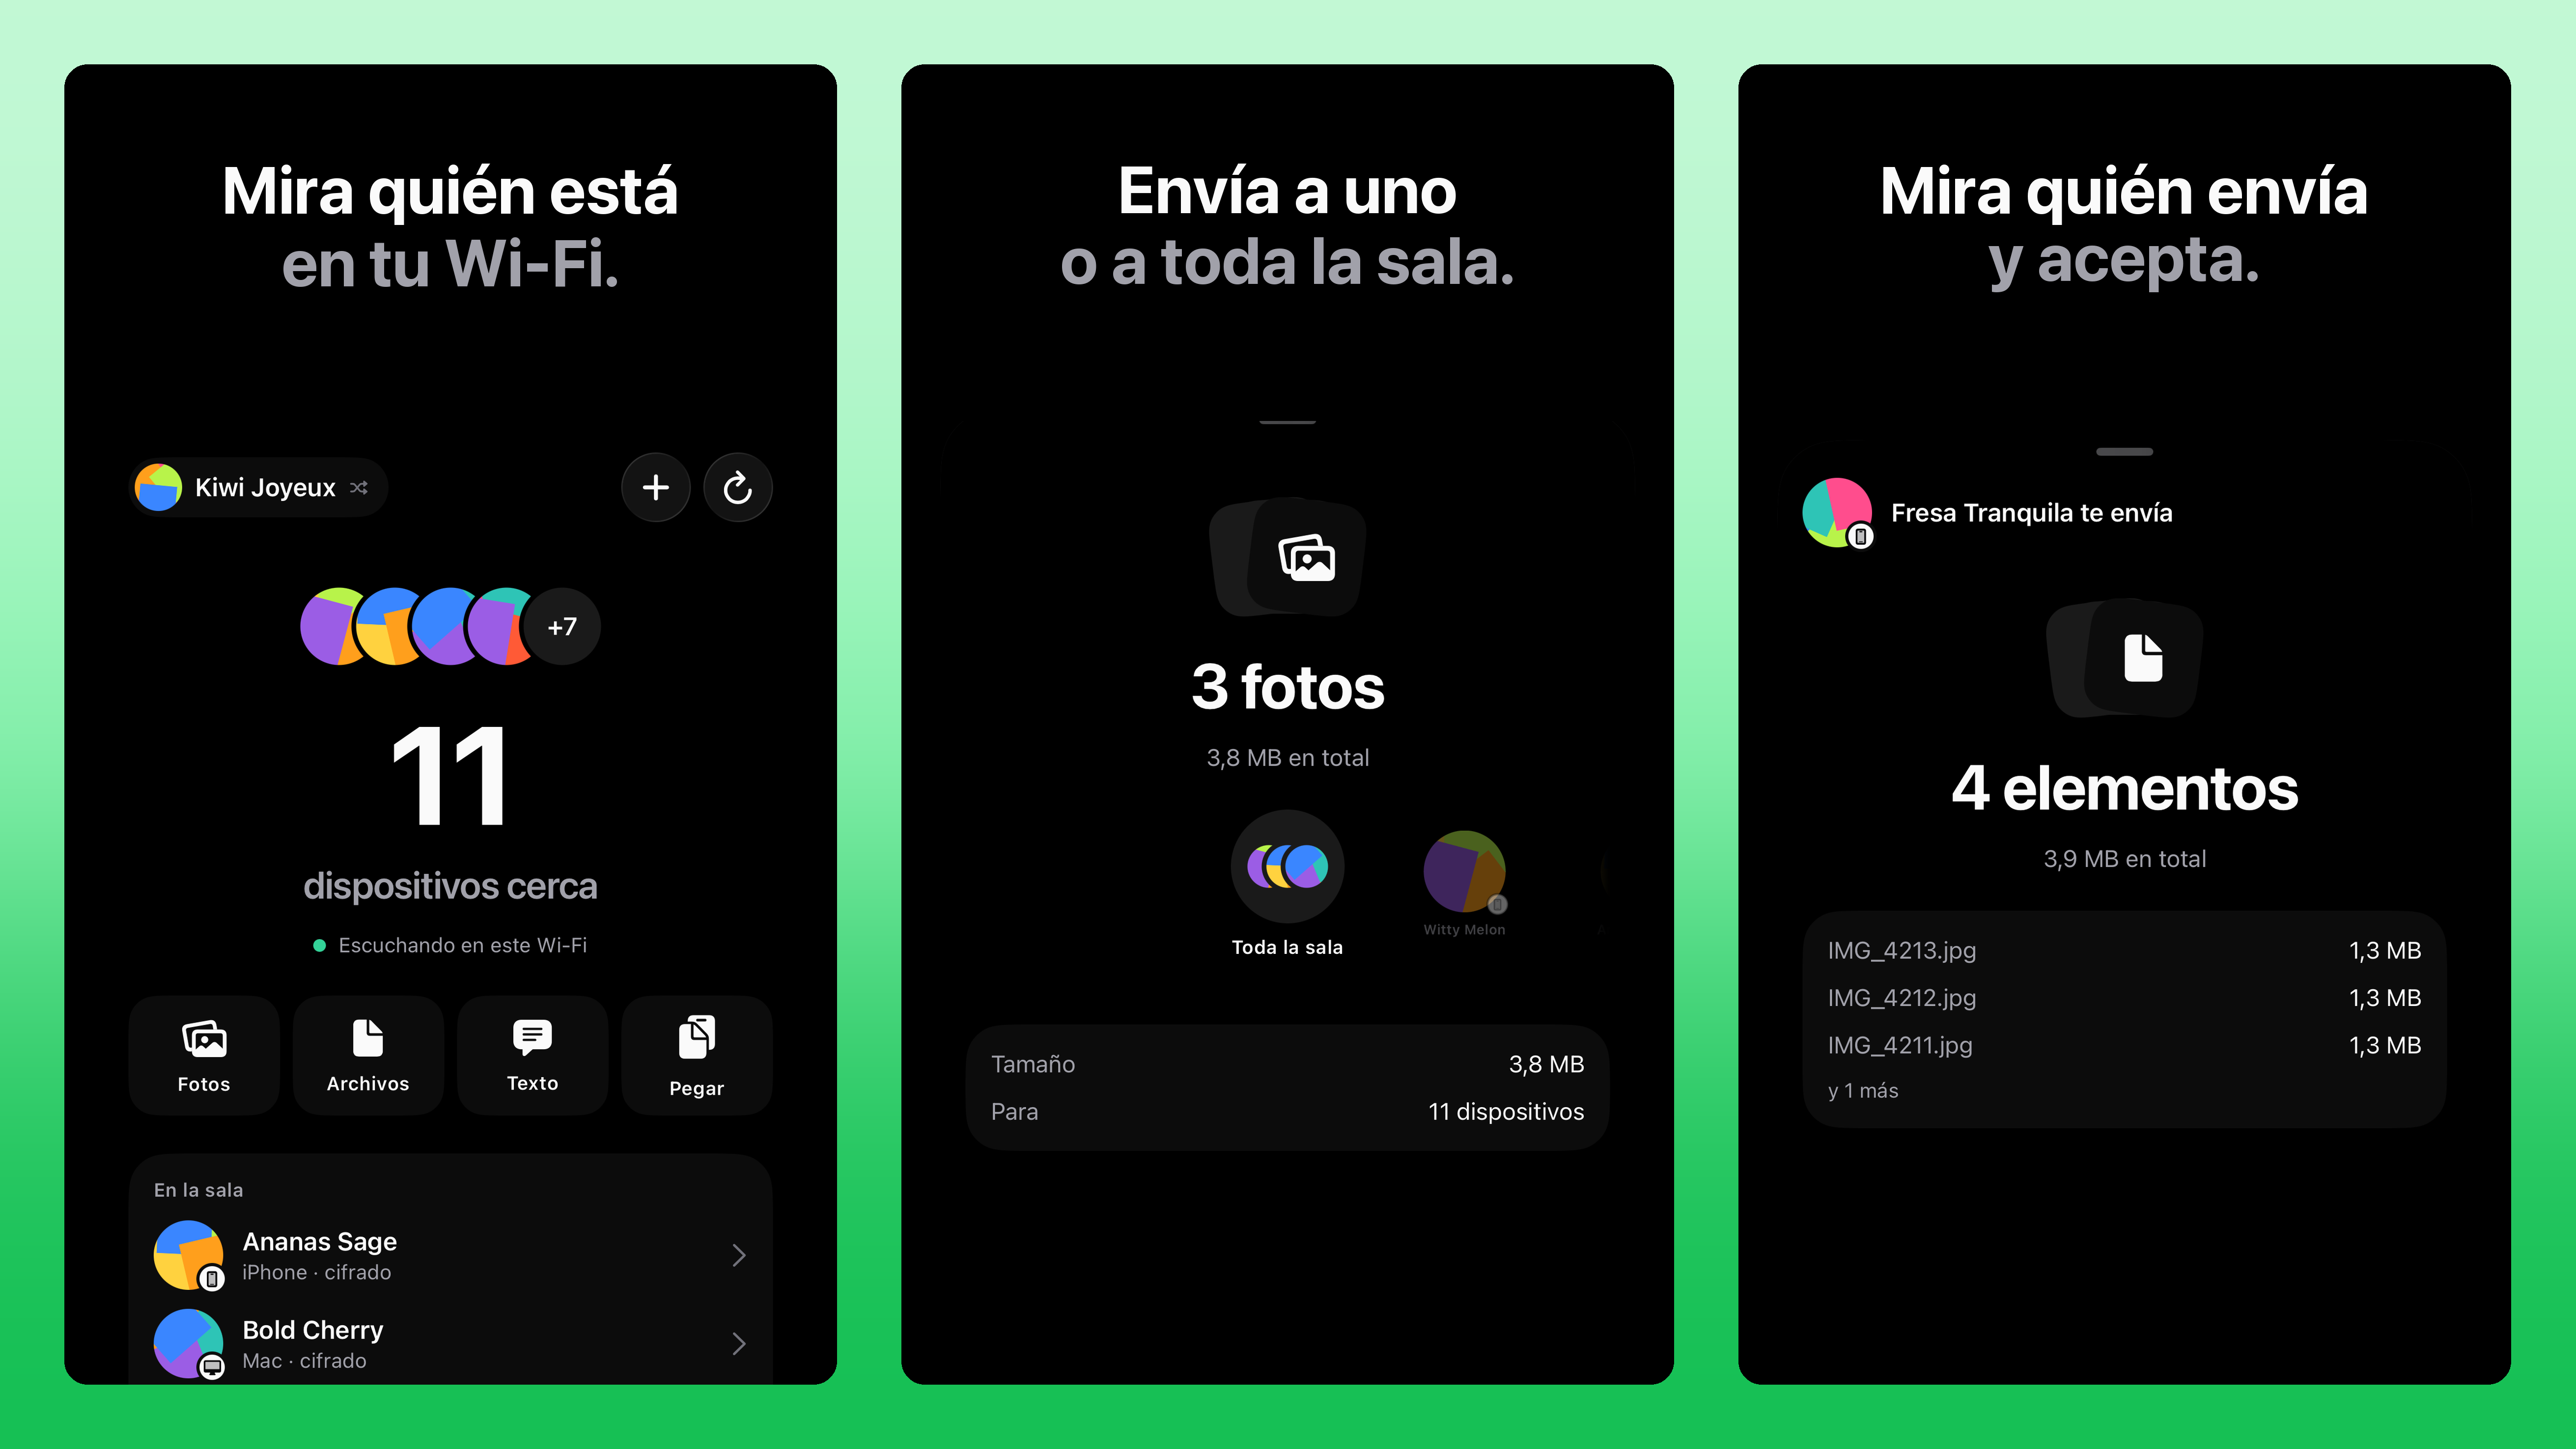 Mira quién está
en tu Wi-Fi.
Kiwi Joyeux
+7
11
dispositivos cerca
Escuchando en este Wi-Fi
Fotos
Archivos
Texto
Pegar
En la sala
Ananas Sage
iPhone · cifrado
Bold Cherry
Mac · cifrado
Envía a uno
o a toda la sala.
3 fotos
3,8 MB en total
Toda la sala
Witty Melon
Tamaño 3,8 MB
Para 11 dispositivos
Mira quién envía
y acepta.
Fresa Tranquila te envía
4 elementos
3,9 MB en total
IMG_4213.jpg 1,3 MB
IMG_4212.jpg 1,3 MB
IMG_4211.jpg 1,3 MB
y 1 más